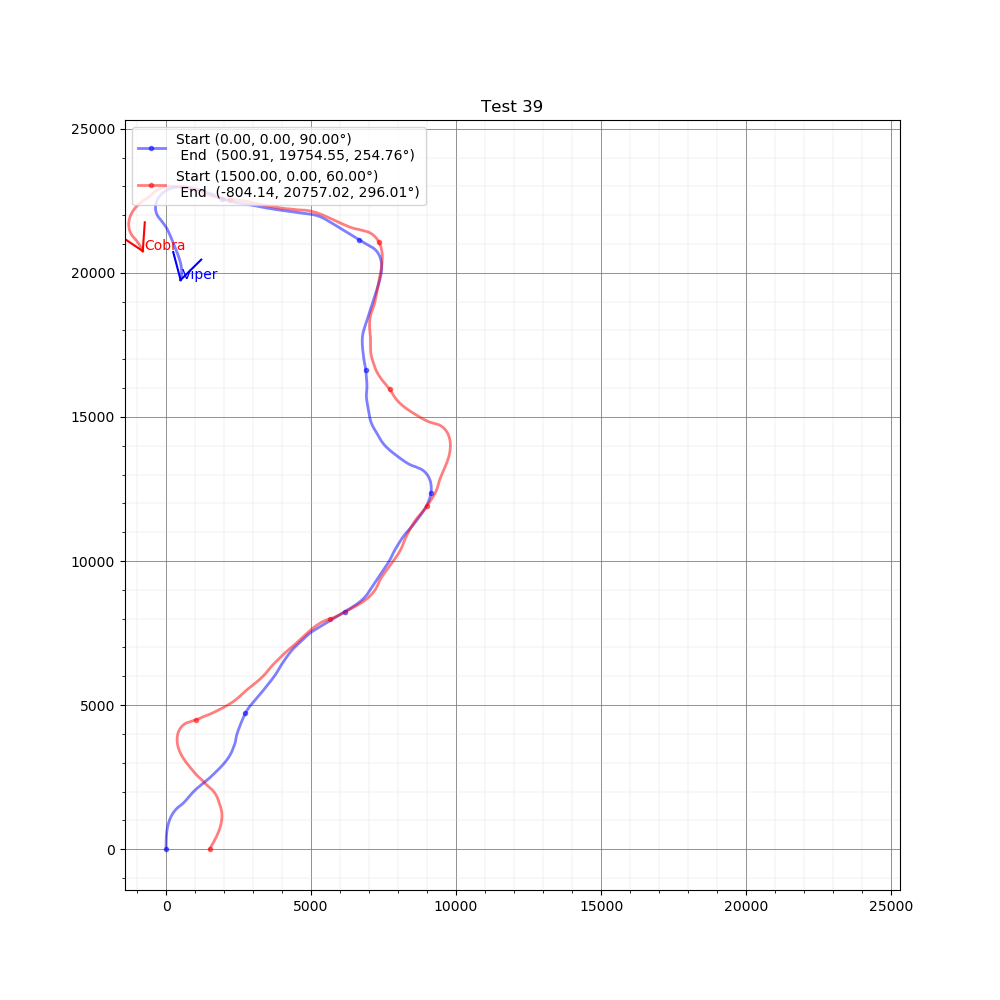 Test 39
Start (0.00, 0.00, 90.00°)
End  (500.91, 19754.55, 254.76°)
Start (1500.00, 0.00, 60.00°)
End  (-804.14, 20757.02, 296.01°)
25000
20000
15000
10000
5000
0
Cobra
Viper
0
5000
10000
15000
20000
25000